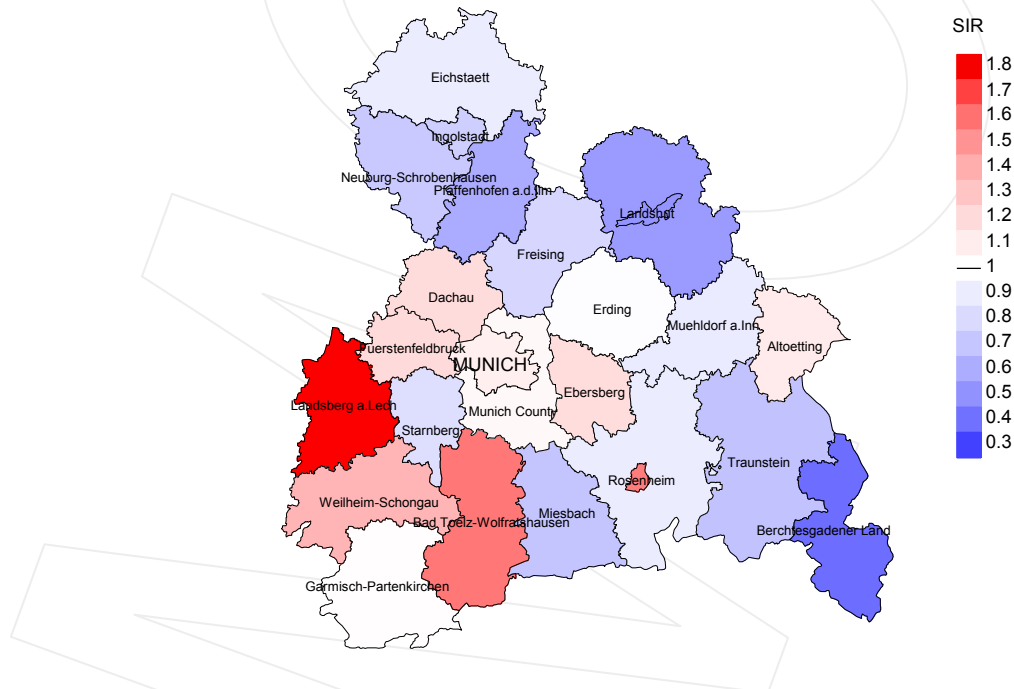 SIR
Eichstaett
1.8
1.7
1.6
Ingolstadt
1.5
Neuburg-Schrobenhausen
1.4
Pfaffenhofen a.d.Ilm
1.3
Landshut
1.2
1.1
Freising
1
Dachau
0.9
Erding
0.8
Muehldorf a.Inn
0.7
Fuerstenfeldbruck
Altoetting
MUNICH
0.6
Ebersberg
0.5
Landsberg a.Lech
Munich County
0.4
Starnberg
0.3
Traunstein
Rosenheim
Weilheim-Schongau
Miesbach
Bad Toelz-Wolfratshausen
Berchtesgadener Land
Garmisch-Partenkirchen